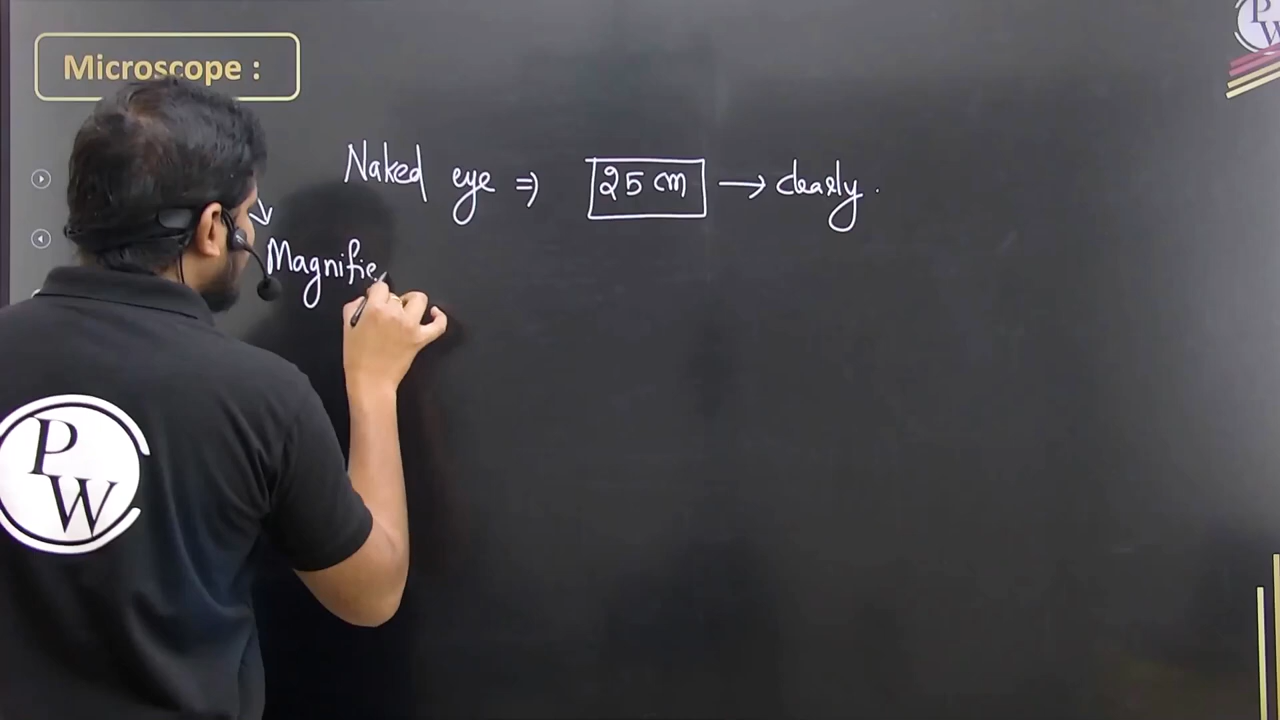 Microscope :
Naked eye ⇒ 25 cm → clearly.
Magnifie
P
W
P
W